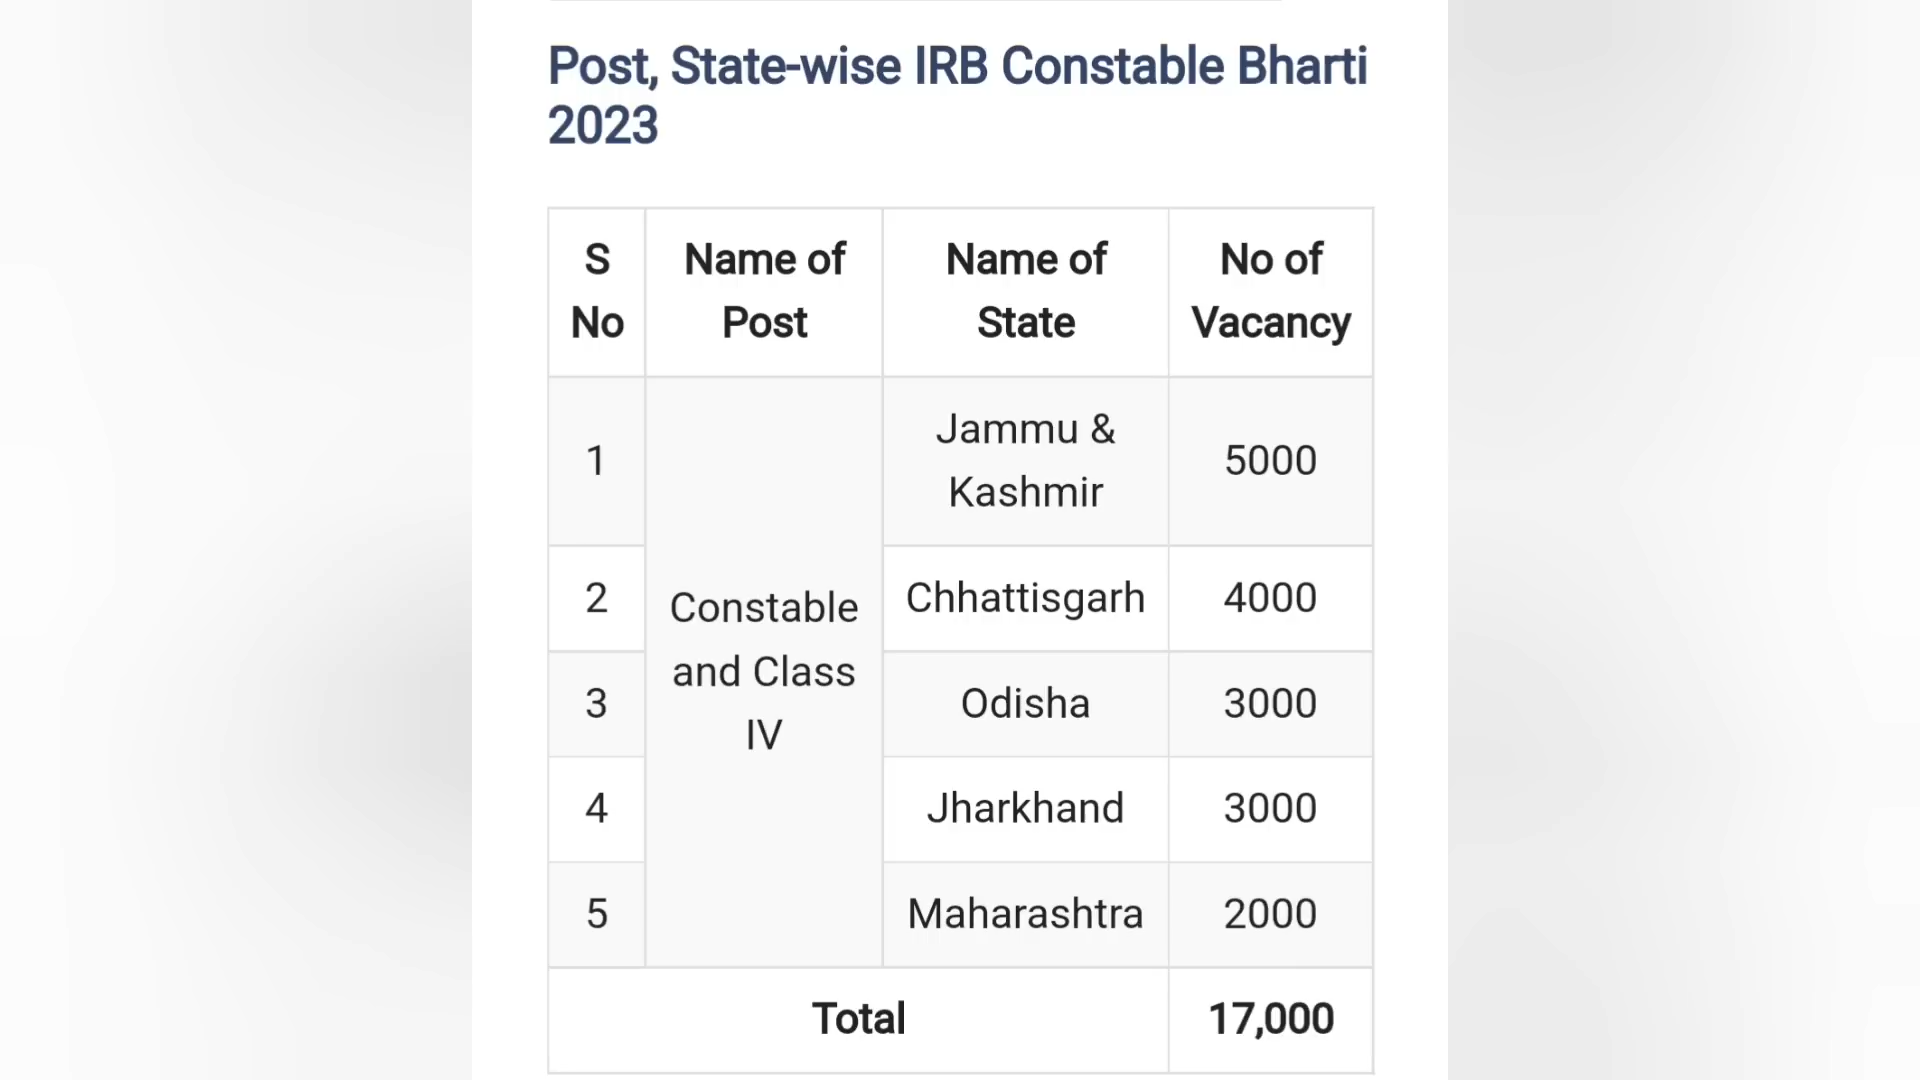 Post, State-wise IRB Constable Bharti
2023
S No | Name of Post | Name of State | No of Vacancy
1 | Constable and Class IV | Jammu & Kashmir | 5000
2 | Chhattisgarh | 4000
3 | Odisha | 3000
4 | Jharkhand | 3000
5 | Maharashtra | 2000
Total | 17,000